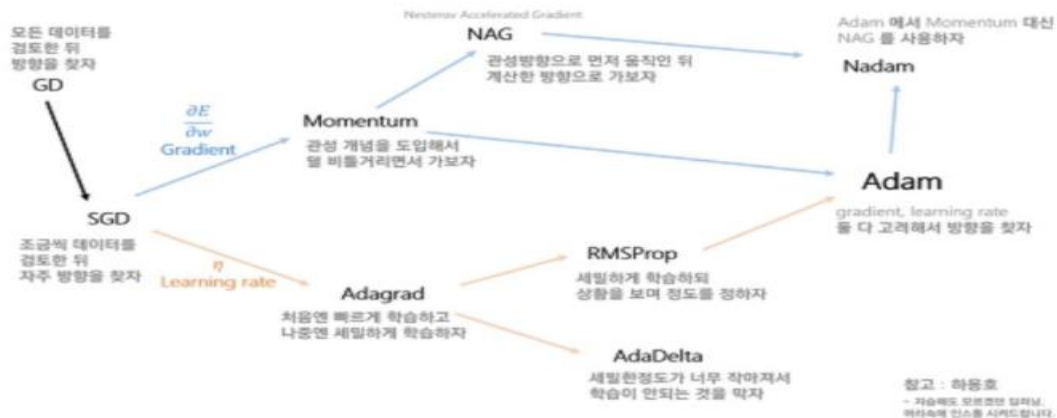 모든 데이터를
검토한 뒤
방향을 찾자
GD
Nesterov Accelerated Gradient
NAG
관성방향으로 먼저 움직인 뒤
계산한 방향으로 가보자
Adam 에서 Momentum 대신
NAG 를 사용하자
Nadam
∂E
∂w
Gradient
Momentum
관성 개념을 도입해서
덜 비틀거리면서 가보자
Adam
gradient, learning rate
둘 다 고려해서 방향을 찾자
SGD
조금씩 데이터를
검토한 뒤
자주 방향을 찾자
η
Learning rate
Adagrad
처음엔 빠르게 학습하고
나중엔 세밀하게 학습하자
RMSProp
세밀하게 학습하되
상황을 보며 정도를 정하자
AdaDelta
세밀한정도가 너무 작아져서
학습이 안되는 것을 막자
참고 : 하용호